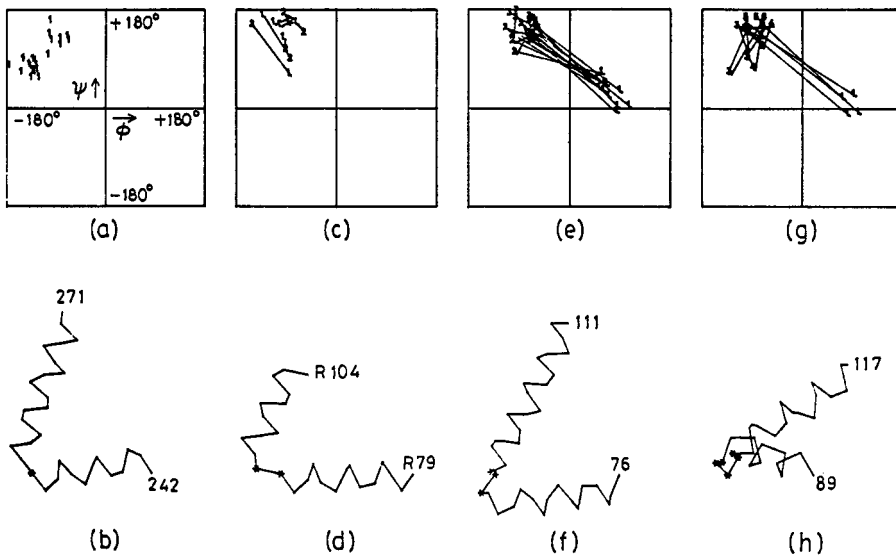 +180°
ψ↑
-180°
+180°
→
ϕ
-180°
(a)
(c)
(e)
(g)
271
242
R104
R79
111
76
117
89
(b)
(d)
(f)
(h)